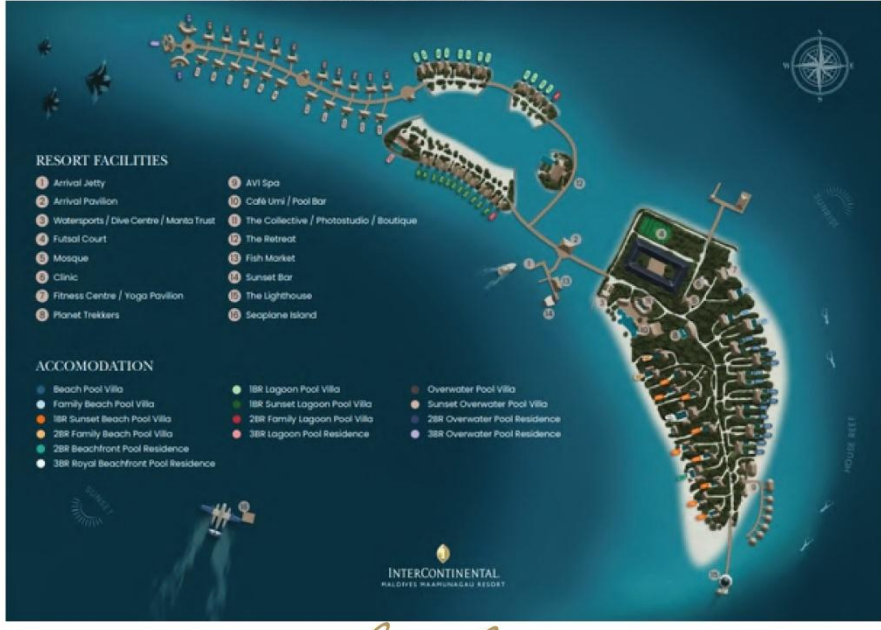 RESORT FACILITIES
1 Arrival Jetty
2 Arrival Pavilion
3 Watersports / Dive Centre / Manta Trust
4 Futsal Court
5 Mosque
6 Clinic
7 Fitness Centre / Yoga Pavilion
8 Planet Trekkers
9 AVI Spa
10 Café Umi / Pool Bar
11 The Collective / Photostudio / Boutique
12 The Retreat
13 Fish Market
14 Sunset Bar
15 The Lighthouse
16 Seaplane Island
ACCOMODATION
Beach Pool Villa
Family Beach Pool Villa
1BR Sunset Beach Pool Villa
2BR Family Beach Pool Villa
2BR Beachfront Pool Residence
3BR Royal Beachfront Pool Residence
1BR Lagoon Pool Villa
1BR Sunset Lagoon Pool Villa
2BR Family Lagoon Pool Villa
3BR Lagoon Pool Residence
Overwater Pool Villa
Sunset Overwater Pool Villa
2BR Overwater Pool Residence
3BR Overwater Pool Residence
SUNRISE
HOUSE REEF
SUNSET
INTERCONTINENTAL
MALDIVES MAAMUNAGAU RESORT